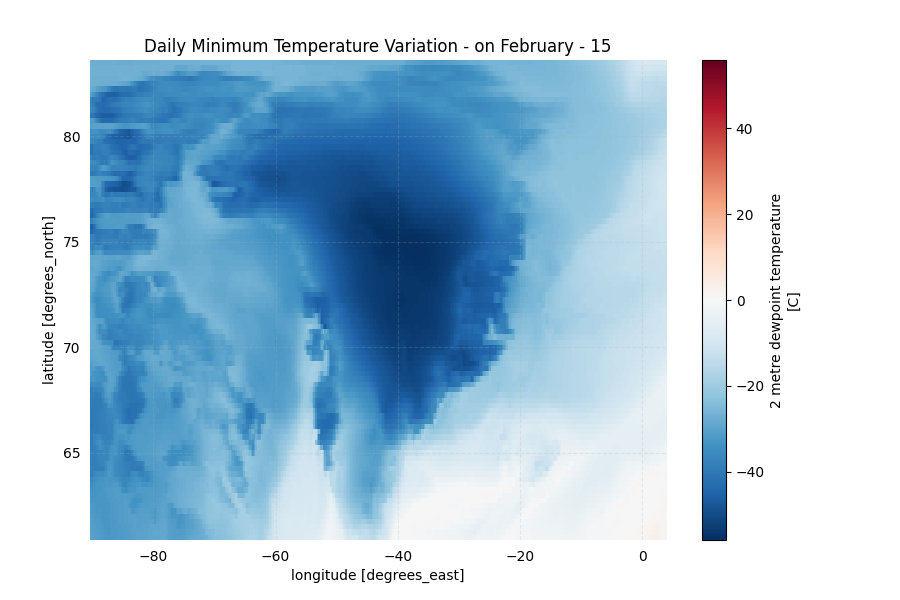 Daily Minimum Temperature Variation - on February - 15
80
75
70
65
latitude [degrees_north]
−80
−60
−40
−20
0
longitude [degrees_east]
40
20
0
−20
−40
2 metre dewpoint temperature
[C]